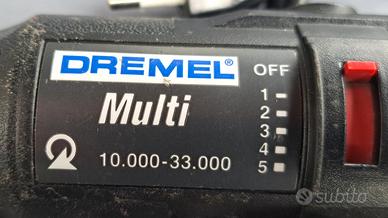 DREMEL®
OFF
Multi
1
2
3
4
5
10.000-33.000
subito